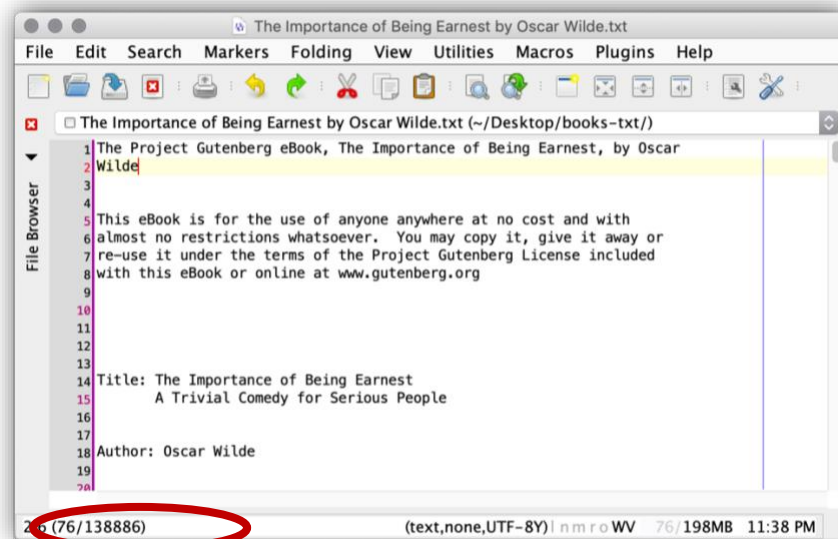 The Importance of Being Earnest by Oscar Wilde.txt
File Edit Search Markers Folding View Utilities Macros Plugins Help
The Importance of Being Earnest by Oscar Wilde.txt (~/Desktop/books-txt/)
File Browser
1 The Project Gutenberg eBook, The Importance of Being Earnest, by Oscar
2 Wilde
3
4
5 This eBook is for the use of anyone anywhere at no cost and with
6 almost no restrictions whatsoever. You may copy it, give it away or
7 re-use it under the terms of the Project Gutenberg License included
8 with this eBook or online at www.gutenberg.org
9
10
11
12
13
14 Title: The Importance of Being Earnest
15 A Trivial Comedy for Serious People
16
17
18 Author: Oscar Wilde
19
20
(76/138886) (text,none,UTF-8Y) l n m r o WV 76/198MB 11:38 PM